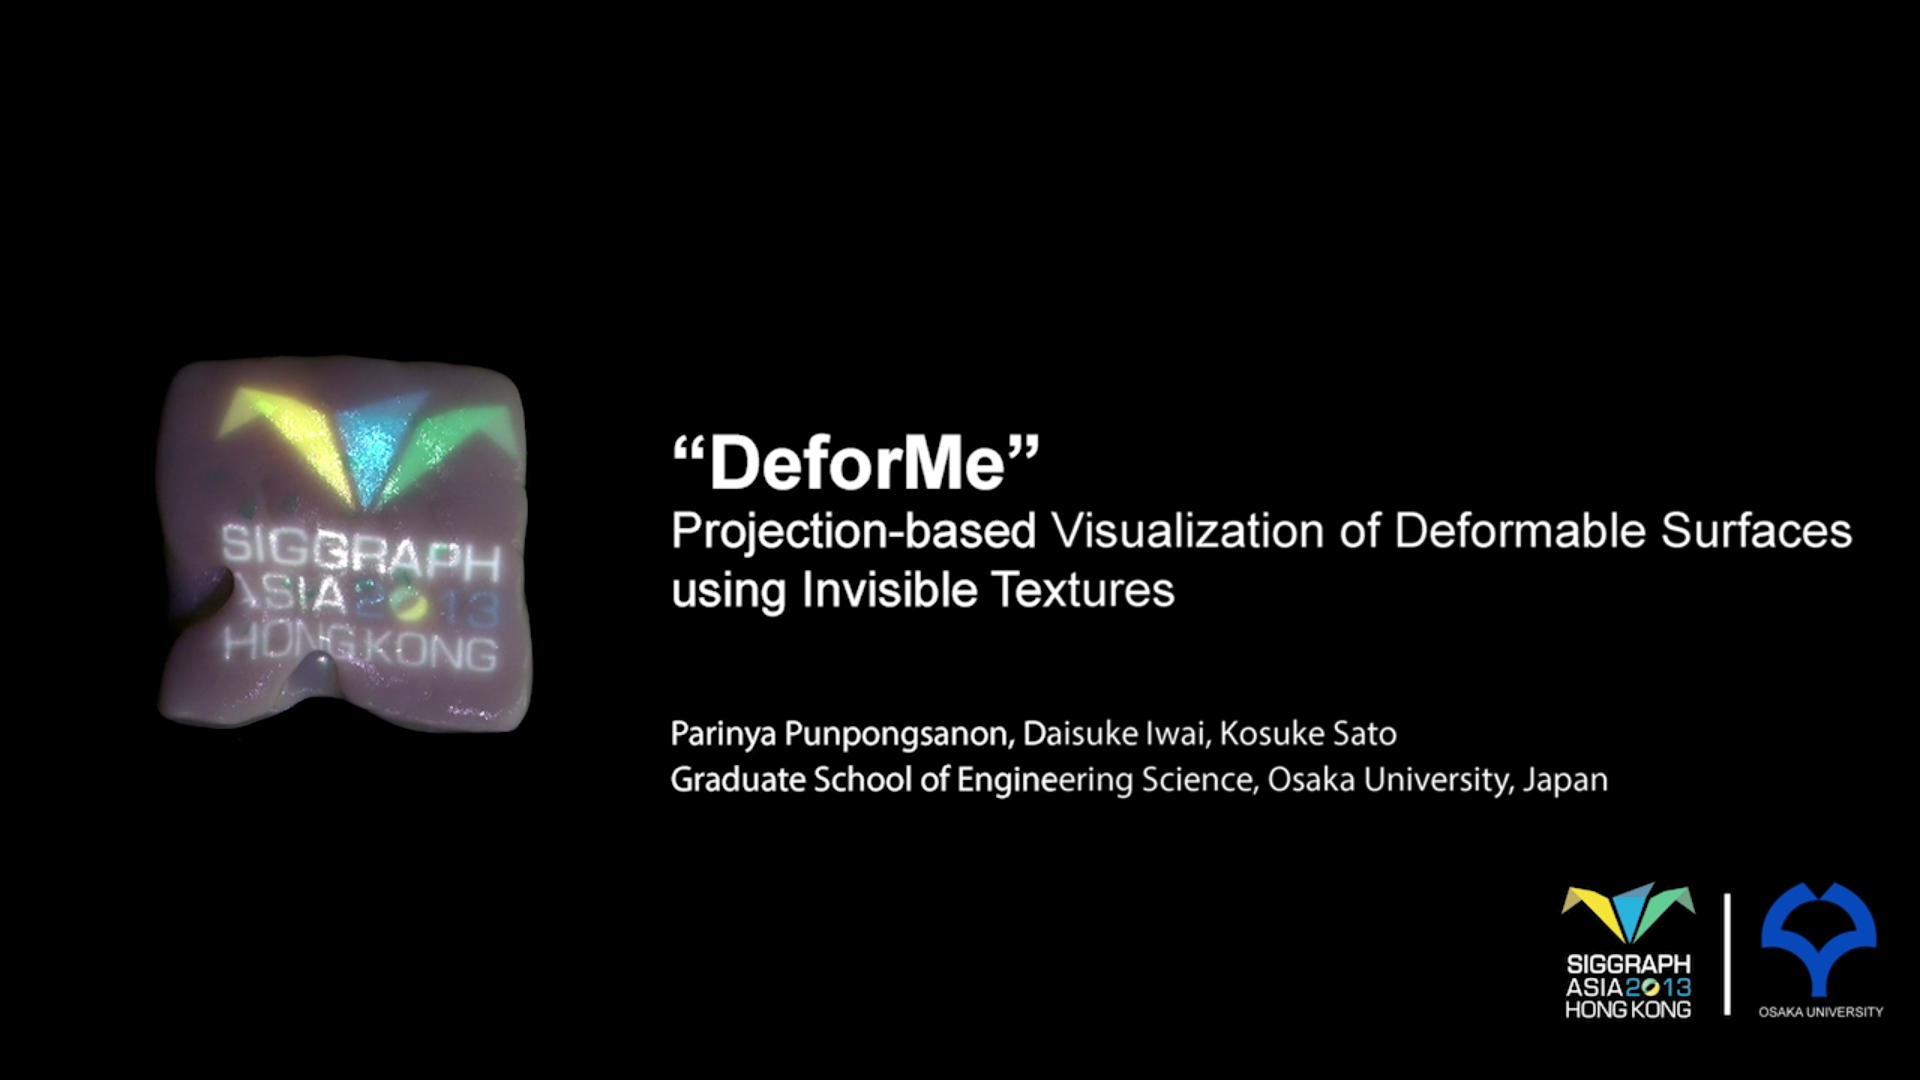 SIGGRAPH
ASIA 2013
HONG KONG
“DeforMe”
Projection-based Visualization of Deformable Surfaces
using Invisible Textures
Parinya Punpongsanon, Daisuke Iwai, Kosuke Sato
Graduate School of Engineering Science, Osaka University, Japan
SIGGRAPH
ASIA 2013
HONG KONG
OSAKA UNIVERSITY